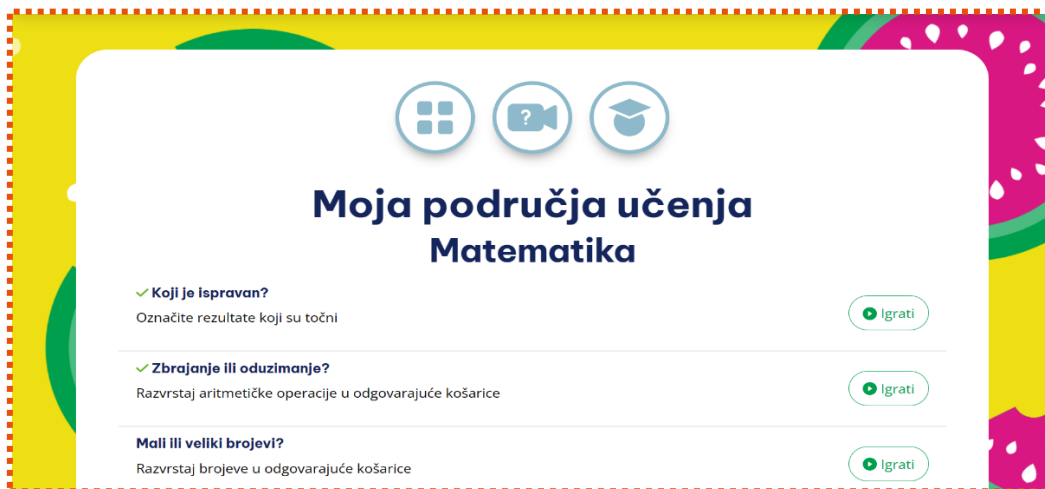 ?
Moja područja učenja
Matematika
Koji je ispravan?
Označite rezultate koji su točni
Igrati
Zbrajanje ili oduzimanje?
Razvrstaj aritmetičke operacije u odgovarajuće košarice
Igrati
Mali ili veliki brojevi?
Razvrstaj brojeve u odgovarajuće košarice
Igrati